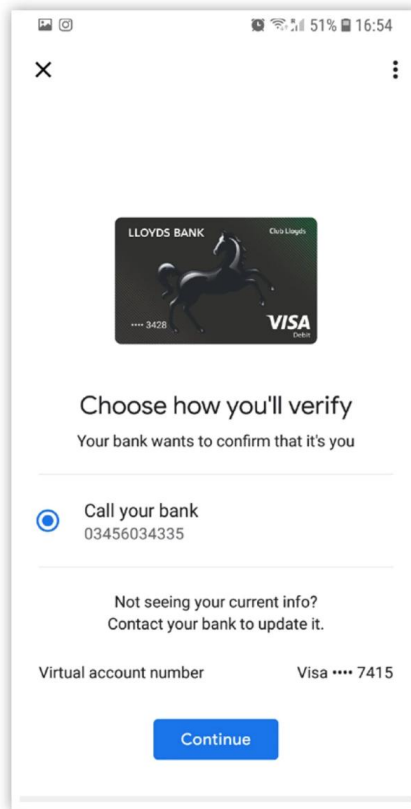 51% 16:54
LLOYDS BANK Club Lloyds
•••• 3428 VISA
Debit
Choose how you'll verify
Your bank wants to confirm that it's you
Call your bank
03456034335
Not seeing your current info?
Contact your bank to update it.
Virtual account number Visa •••• 7415
Continue